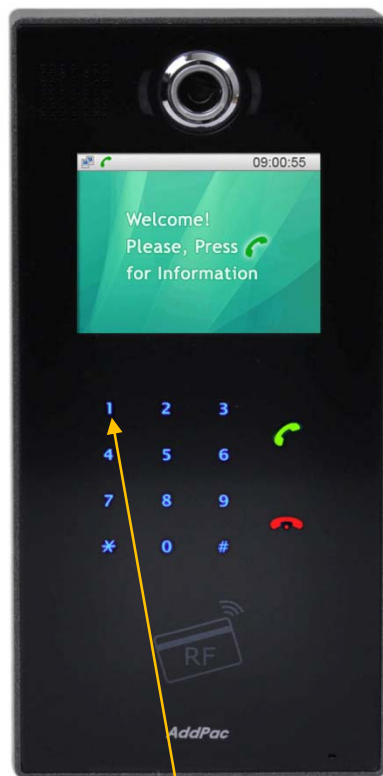 09:00:55
Welcome!
Please, Press
for Information
1 2 3
4 5 6
7 8 9
* 0 #
RF
AddPac